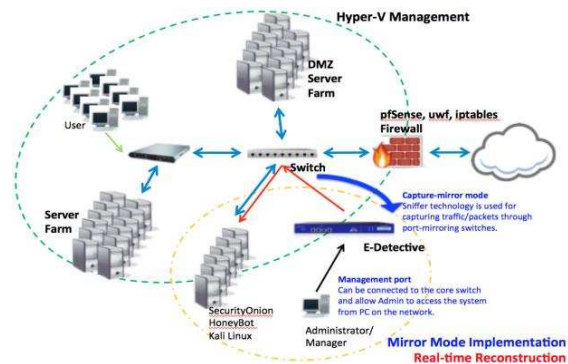 Hyper-V Management
DMZ
Server
Farm
pfSense, uwf, iptables
Firewall
User
Switch
Capture-mirror mode
Sniffer technology is used for
capturing traffic/packets through
port-mirroring switches.
Server
Farm
E-Detective
Management port
Can be connected to the core switch
and allow Admin to access the system
from PC on the network.
SecurityOnion
HoneyBot
Kali Linux
Administrator/
Manager
Mirror Mode Implementation
Real-time Reconstruction